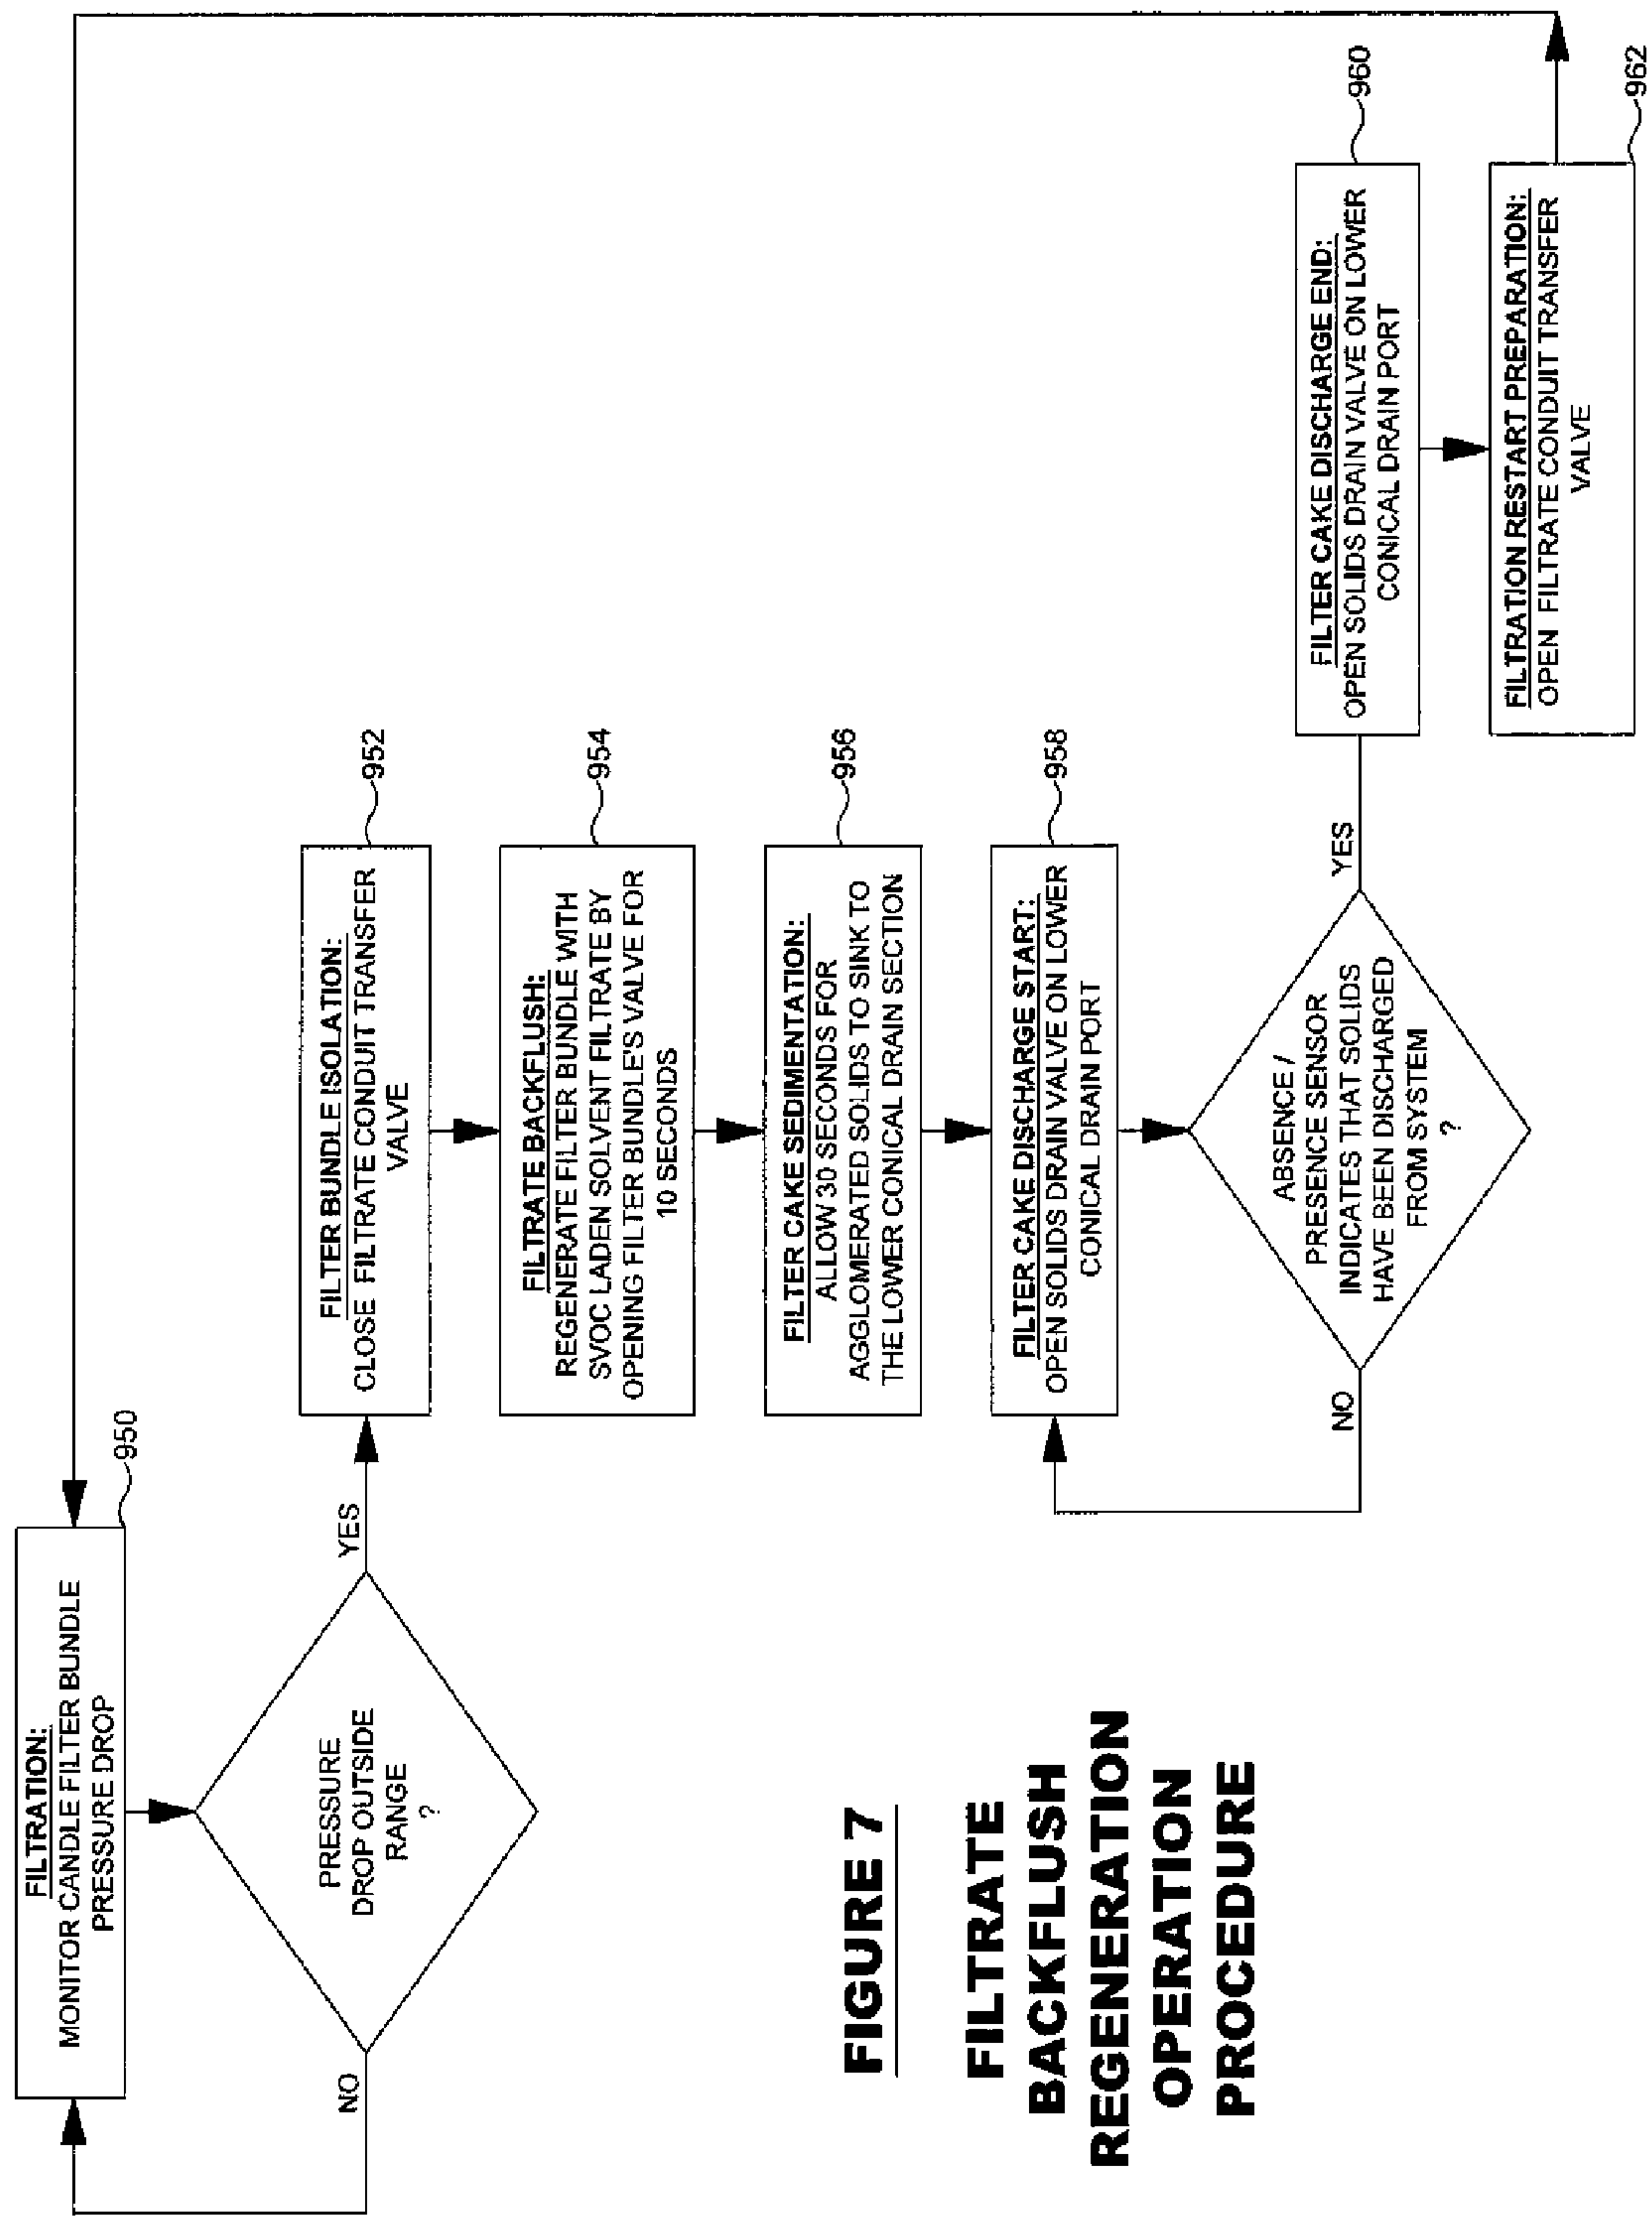 FILTRATION:
MONITOR CANDLE FILTER BUNDLE
PRESSURE DROP
950
PRESSURE
DROP OUTSIDE
RANGE
?
NO
YES
FILTER BUNDLE ISOLATION:
CLOSE FILTRATE CONDUIT TRANSFER
VALVE
952
FILTRATE BACKFLUSH:
REGENERATE FILTER BUNDLE WITH
SVOC LADEN SOLVENT FILTRATE BY
OPENING FILTER BUNDLE'S VALVE FOR
10 SECONDS
954
FILTER CAKE SEDIMENTATION:
ALLOW 30 SECONDS FOR
AGGLOMERATED SOLIDS TO SINK TO
THE LOWER CONICAL DRAIN SECTION
956
FILTER CAKE DISCHARGE START:
OPEN SOLIDS DRAIN VALVE ON LOWER
CONICAL DRAIN PORT
958
ABSENCE /
PRESENCE SENSOR
INDICATES THAT SOLIDS
HAVE BEEN DISCHARGED
FROM SYSTEM
?
NO
YES
FILTER CAKE DISCHARGE END:
OPEN SOLIDS DRAIN VALVE ON LOWER
CONICAL DRAIN PORT
960
FILTRATION RESTART PREPARATION:
OPEN FILTRATE CONDUIT TRANSFER
VALVE
962
FIGURE 7
FILTRATE
BACKFLUSH
REGENERATION
OPERATION
PROCEDURE